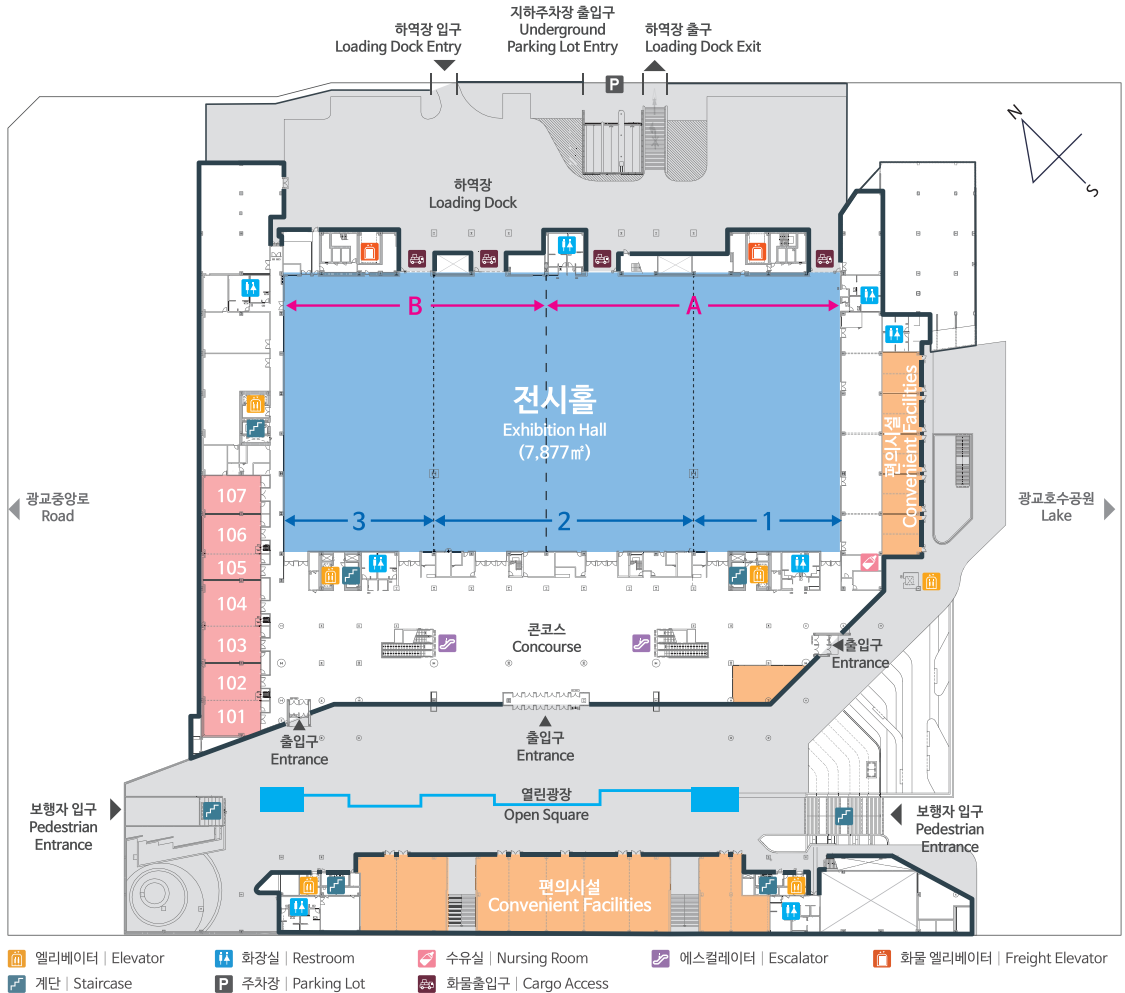 하역장 입구
Loading Dock Entry
지하주차장 출입구
Underground
Parking Lot Entry
하역장 출구
Loading Dock Exit
P
N
S
하역장
Loading Dock
B
A
전시홀
Exhibition Hall
(7,877㎡)
편의시설
Convenient Facilities
3
2
1
107
106
105
104
103
102
101
광교중앙로
Road
광교호수공원
Lake
콘코스
Concourse
출입구
Entrance
출입구
Entrance
출입구
Entrance
열린광장
Open Square
보행자 입구
Pedestrian
Entrance
보행자 입구
Pedestrian
Entrance
편의시설
Convenient Facilities
엘리베이터 | Elevator
화장실 | Restroom
수유실 | Nursing Room
에스컬레이터 | Escalator
화물 엘리베이터 | Freight Elevator
계단 | Staircase
P 주차장 | Parking Lot
화물출입구 | Cargo Access